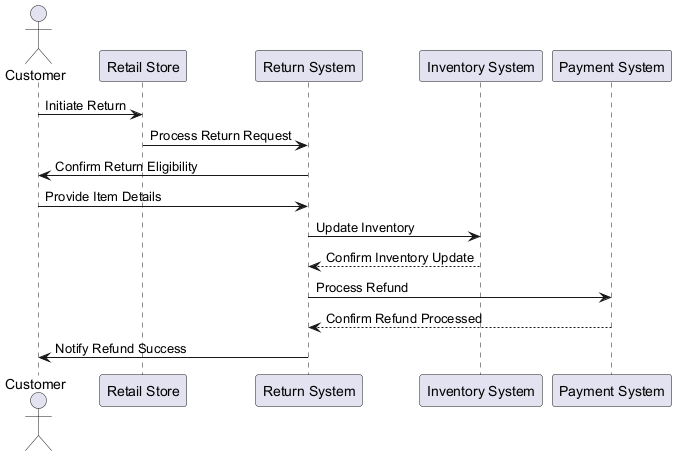 Customer
Retail Store
Return System
Inventory System
Payment System
Initiate Return
Process Return Request
Confirm Return Eligibility
Provide Item Details
Update Inventory
Confirm Inventory Update
Process Refund
Confirm Refund Processed
Notify Refund Success
Customer
Retail Store
Return System
Inventory System
Payment System